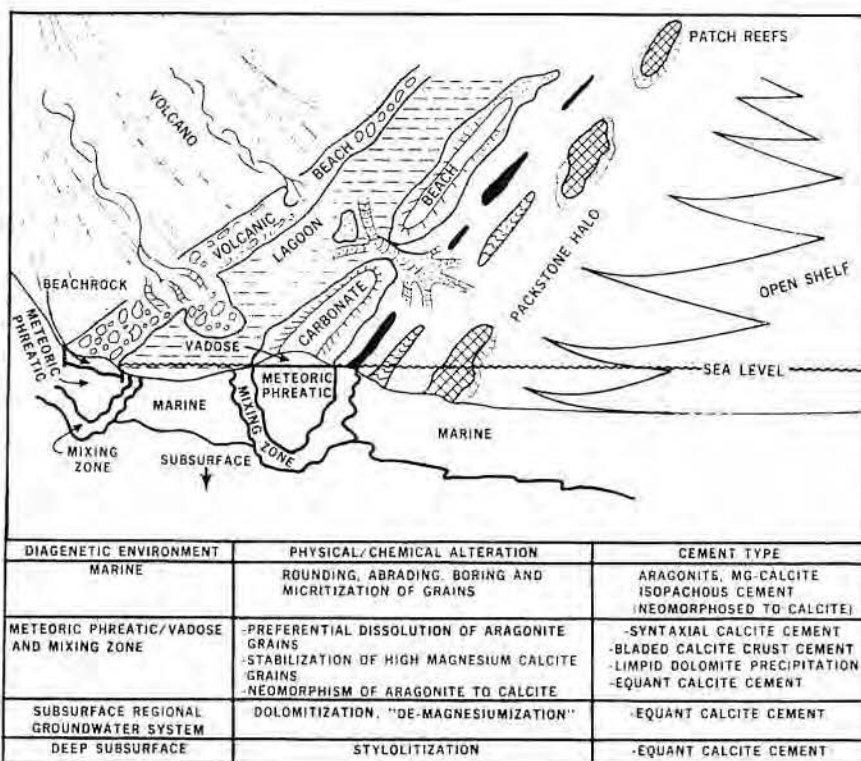 PATCH REEFS
VOLCANO
BEACH
BEACH
VOLCANIC
LAGOON
PACKSTONE HALO
OPEN SHELF
BEACHROCK
METEORIC
PHREATIC
CARBONATE
VADOSE
SEA LEVEL
METEORIC
PHREATIC
MIXING ZONE
MARINE
MARINE
MIXING
ZONE
SUBSURFACE
DIAGENETIC ENVIRONMENT
PHYSICAL/CHEMICAL ALTERATION
CEMENT TYPE
MARINE
ROUNDING, ABRADING, BORING AND
MICRITIZATION OF GRAINS
ARAGONITE, MG-CALCITE
ISOPACHOUS CEMENT
(NEOMORPHOSED TO CALCITE)
METEORIC PHREATIC/VADOSE
AND MIXING ZONE
-PREFERENTIAL DISSOLUTION OF ARAGONITE
GRAINS
-STABILIZATION OF HIGH MAGNESIUM CALCITE
GRAINS
-NEOMORPHISM OF ARAGONITE TO CALCITE
-SYNTAXIAL CALCITE CEMENT
-BLADED CALCITE CRUST CEMENT
-LIMPID DOLOMITE PRECIPITATION
-EQUANT CALCITE CEMENT
SUBSURFACE REGIONAL
GROUNDWATER SYSTEM
DOLOMITIZATION, "DE-MAGNESIUMIZATION"
-EQUANT CALCITE CEMENT
DEEP SUBSURFACE
STYLOLITIZATION
-EQUANT CALCITE CEMENT